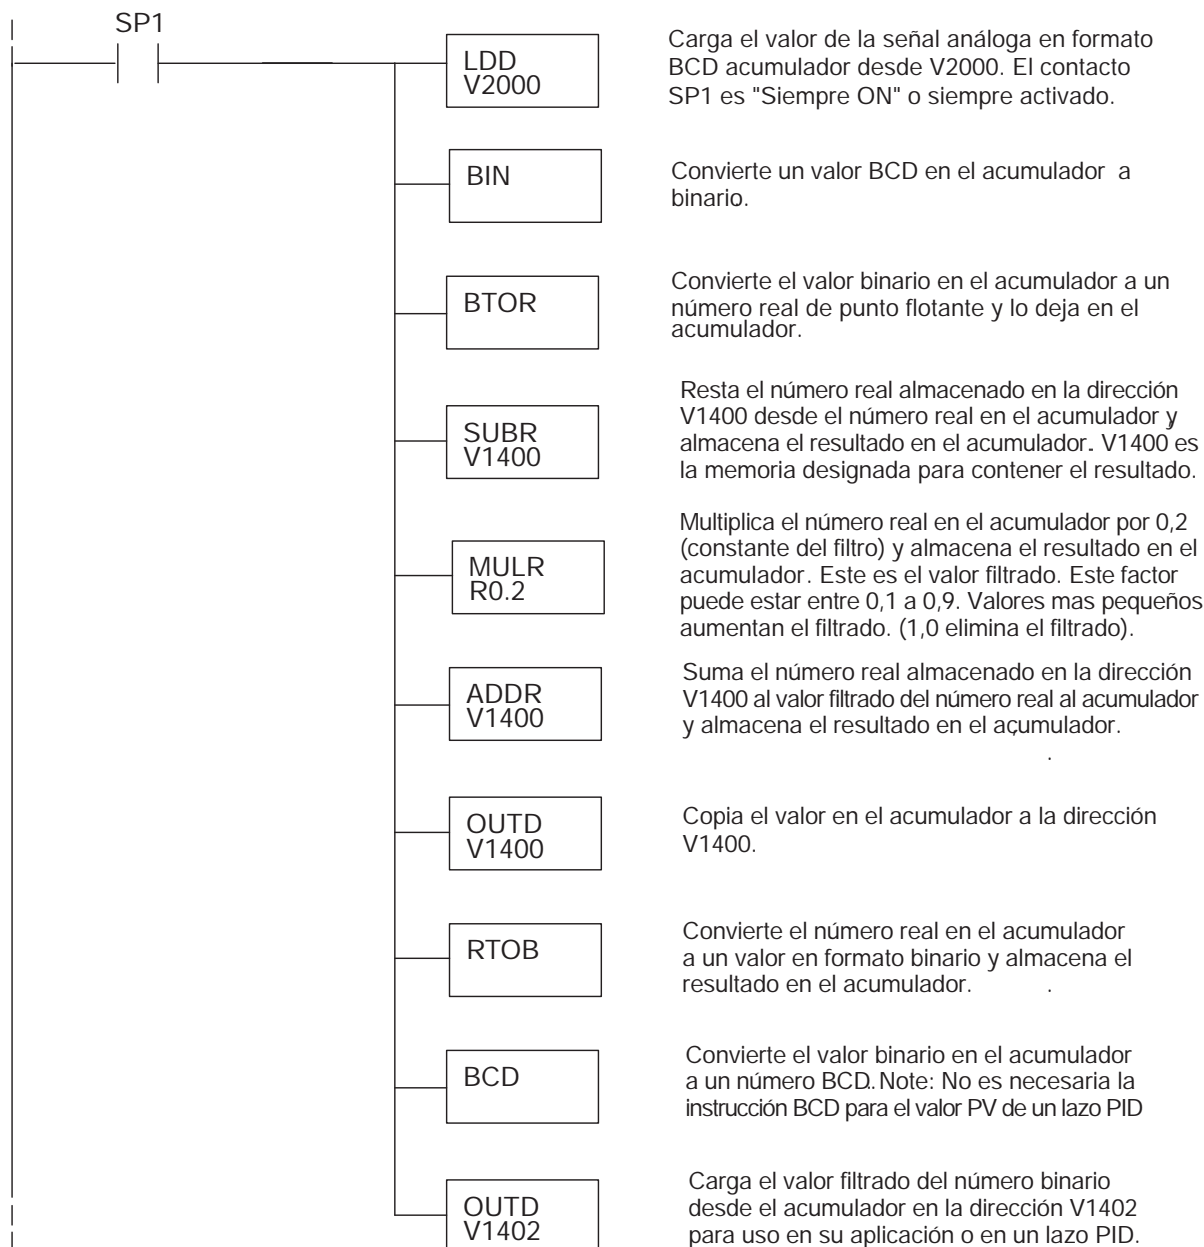 SP1
LDD
V2000
Carga el valor de la señal análoga en formato
BCD acumulador desde V2000. El contacto
SP1 es "Siempre ON" o siempre activado.
BIN
Convierte un valor BCD en el acumulador a
binario.
BTOR
Convierte el valor binario en el acumulador a un
número real de punto flotante y lo deja en el
acumulador.
SUBR
V1400
Resta el número real almacenado en la dirección
V1400 desde el número real en el acumulador y
almacena el resultado en el acumulador. V1400 es
la memoria designada para contener el resultado.
MULR
R0.2
Multiplica el número real en el acumulador por 0,2
(constante del filtro) y almacena el resultado en el
acumulador. Este es el valor filtrado. Este factor
puede estar entre 0,1 a 0,9. Valores mas pequeños
aumentan el filtrado. (1,0 elimina el filtrado).
ADDR
V1400
Suma el número real almacenado en la dirección
V1400 al valor filtrado del número real al acumulador
y almacena el resultado en el acumulador.
OUTD
V1400
Copia el valor en el acumulador a la dirección
V1400.
RTOB
Convierte el número real en el acumulador
a un valor en formato binario y almacena el
resultado en el acumulador.
BCD
Convierte el valor binario en el acumulador
a un número BCD..Note: No es necesaria la
instrucción BCD para el valor PV de un lazo PID
OUTD
V1402
Carga el valor filtrado del número binario
desde el acumulador en la dirección V1402
para uso en su aplicación o en un lazo PID.